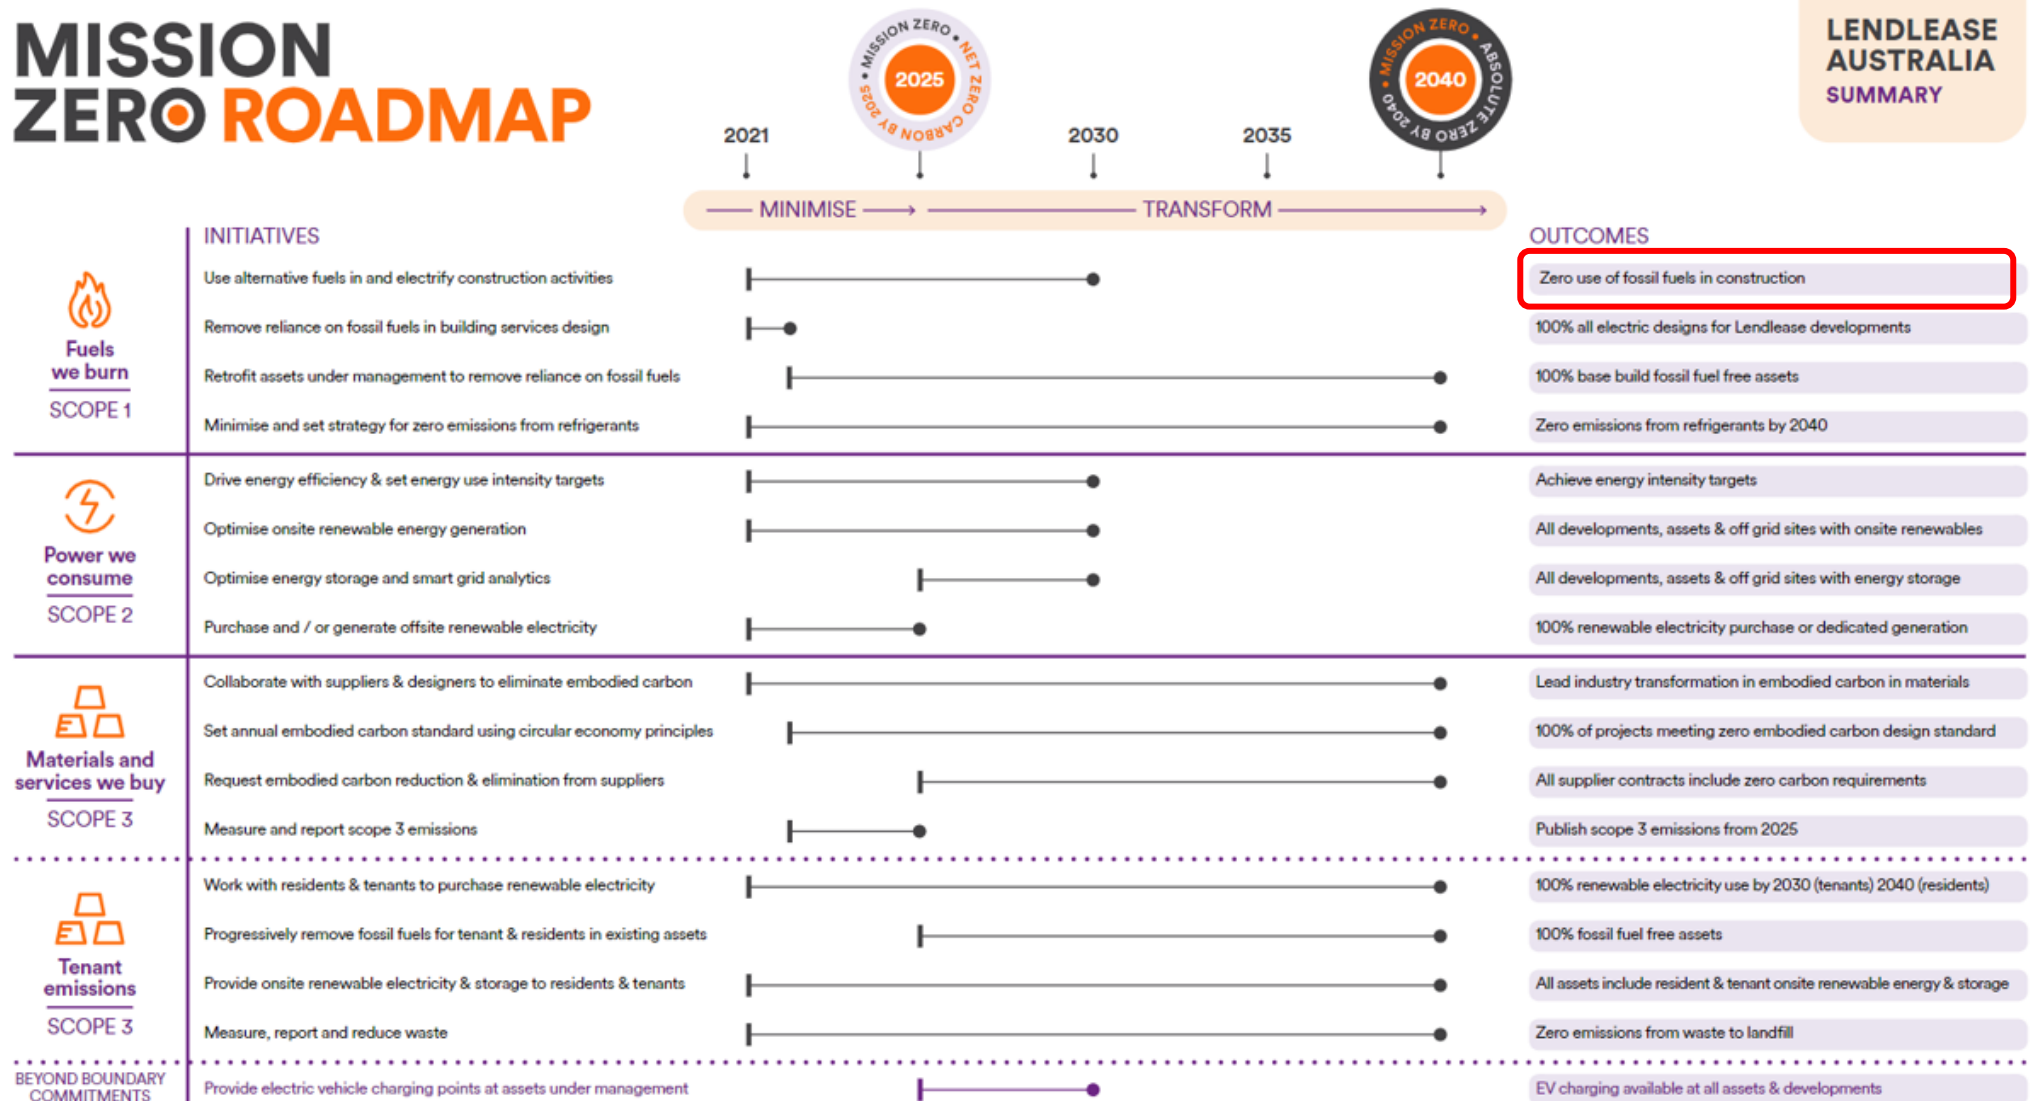 MISSION
ZERO ROADMAP
MISSION ZERO • NET ZERO CARBON BY 2025 •
2025
MISSION ZERO • ABSOLUTE ZERO BY 2040 •
2040
LENDLEASE
AUSTRALIA
SUMMARY
2021
2030
2035
MINIMISE
TRANSFORM
INITIATIVES
OUTCOMES
Fuels
we burn
SCOPE 1
Use alternative fuels in and electrify construction activities
Zero use of fossil fuels in construction
Remove reliance on fossil fuels in building services design
100% all electric designs for Lendlease developments
Retrofit assets under management to remove reliance on fossil fuels
100% base build fossil fuel free assets
Minimise and set strategy for zero emissions from refrigerants
Zero emissions from refrigerants by 2040
Power we
consume
SCOPE 2
Drive energy efficiency & set energy use intensity targets
Achieve energy intensity targets
Optimise onsite renewable energy generation
All developments, assets & off grid sites with onsite renewables
Optimise energy storage and smart grid analytics
All developments, assets & off grid sites with energy storage
Purchase and / or generate offsite renewable electricity
100% renewable electricity purchase or dedicated generation
Materials and
services we buy
SCOPE 3
Collaborate with suppliers & designers to eliminate embodied carbon
Lead industry transformation in embodied carbon in materials
Set annual embodied carbon standard using circular economy principles
100% of projects meeting zero embodied carbon design standard
Request embodied carbon reduction & elimination from suppliers
All supplier contracts include zero carbon requirements
Measure and report scope 3 emissions
Publish scope 3 emissions from 2025
Tenant
emissions
SCOPE 3
Work with residents & tenants to purchase renewable electricity
100% renewable electricity use by 2030 (tenants) 2040 (residents)
Progressively remove fossil fuels for tenant & residents in existing assets
100% fossil fuel free assets
Provide onsite renewable electricity & storage to residents & tenants
All assets include resident & tenant onsite renewable energy & storage
Measure, report and reduce waste
Zero emissions from waste to landfill
BEYOND BOUNDARY
COMMITMENTS
Provide electric vehicle charging points at assets under management
EV charging available at all assets & developments